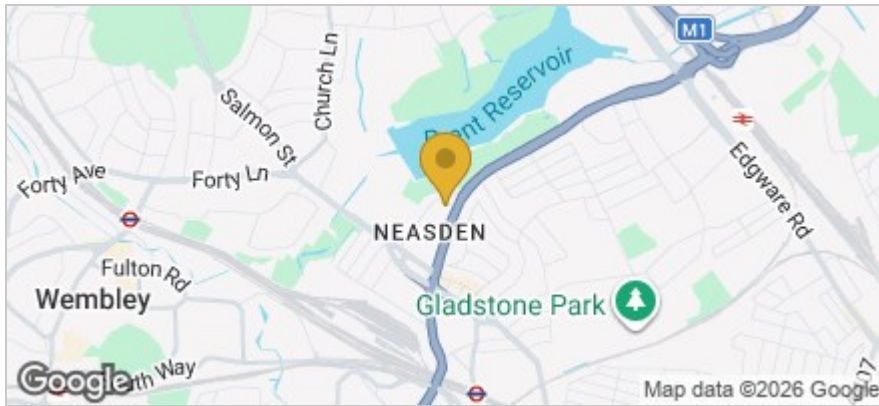 M1
Church Ln
Brent Reservoir
Salmon St
Edgware Rd
Forty Ave
Forty Ln
NEASDEN
Fulton Rd
Wembley
Gladstone Park
Way
Google
Map data ©2026 Google